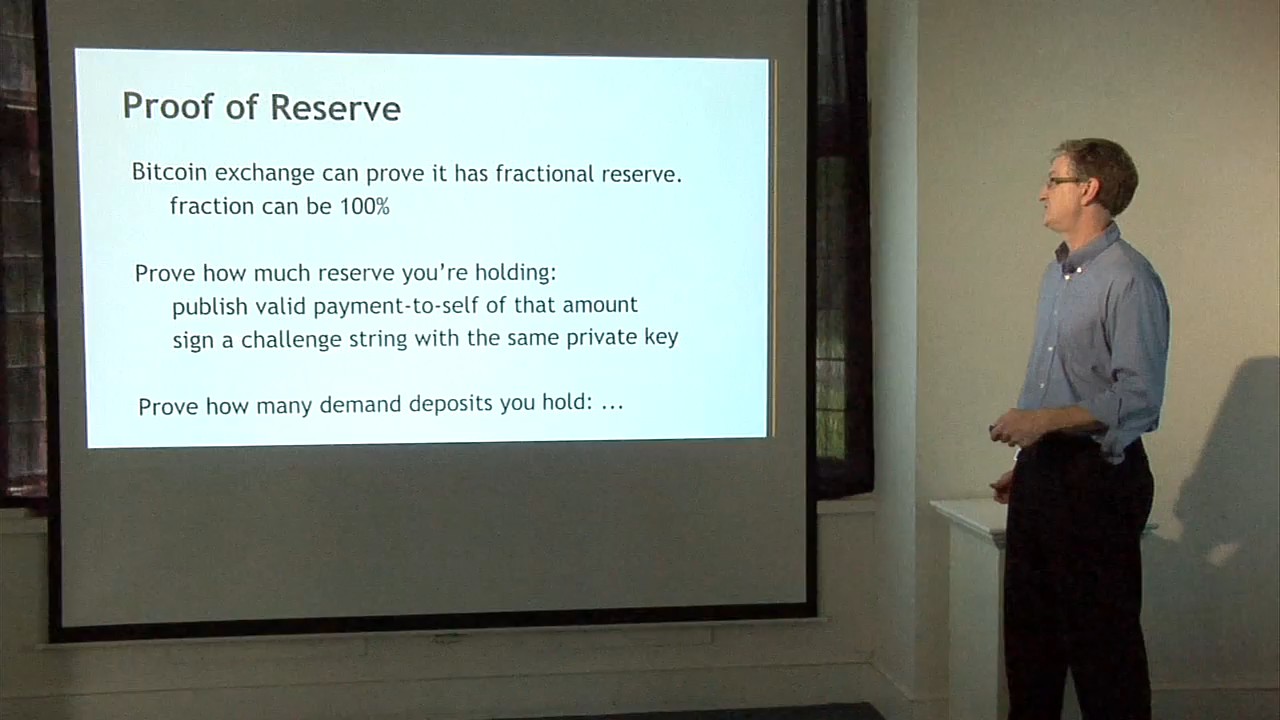 Proof of Reserve
Bitcoin exchange can prove it has fractional reserve.
fraction can be 100%
Prove how much reserve you're holding:
publish valid payment-to-self of that amount
sign a challenge string with the same private key
Prove how many demand deposits you hold: ...